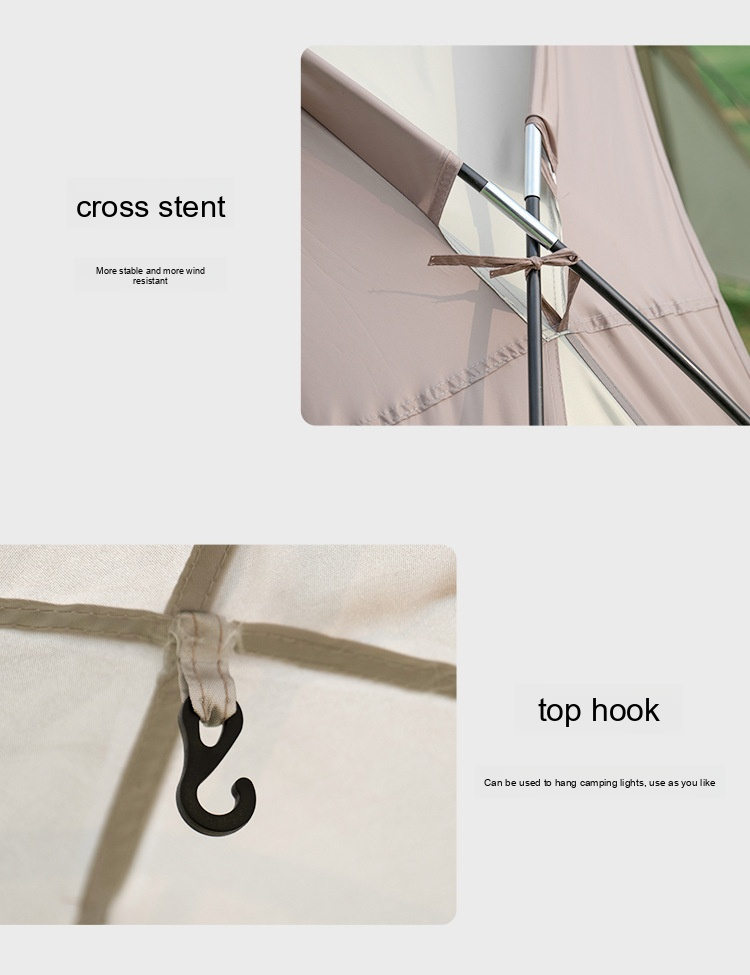 cross stent
More stable and more wind
resistant
top hook
Can be used to hang camping lights, use as you like